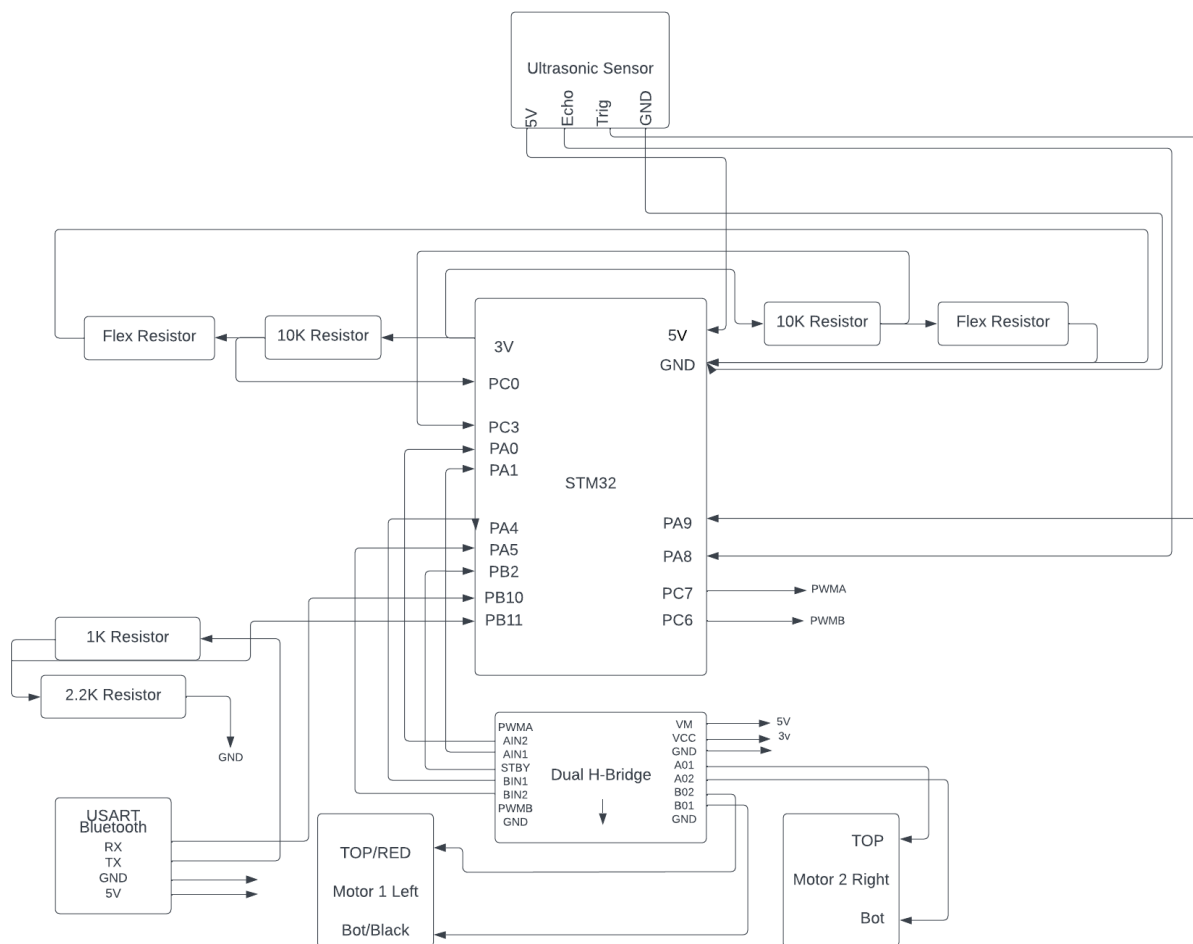 Ultrasonic Sensor
5V
Echo
Trig
GND
Flex Resistor
10K Resistor
10K Resistor
Flex Resistor
3V
5V
GND
PC0
PC3
PA0
PA1
STM32
PA4
PA9
PA5
PA8
PB2
PB10
PC7
PWMA
PB11
PC6
PWMB
1K Resistor
2.2K Resistor
GND
PWMA
AIN2
AIN1
STBY
BIN1
BIN2
PWMB
GND
Dual H-Bridge
VM
VCC
GND
A01
A02
B02
B01
GND
5V
3v
USART
Bluetooth
RX
TX
GND
5V
TOP/RED
Motor 1 Left
Bot/Black
TOP
Motor 2 Right
Bot